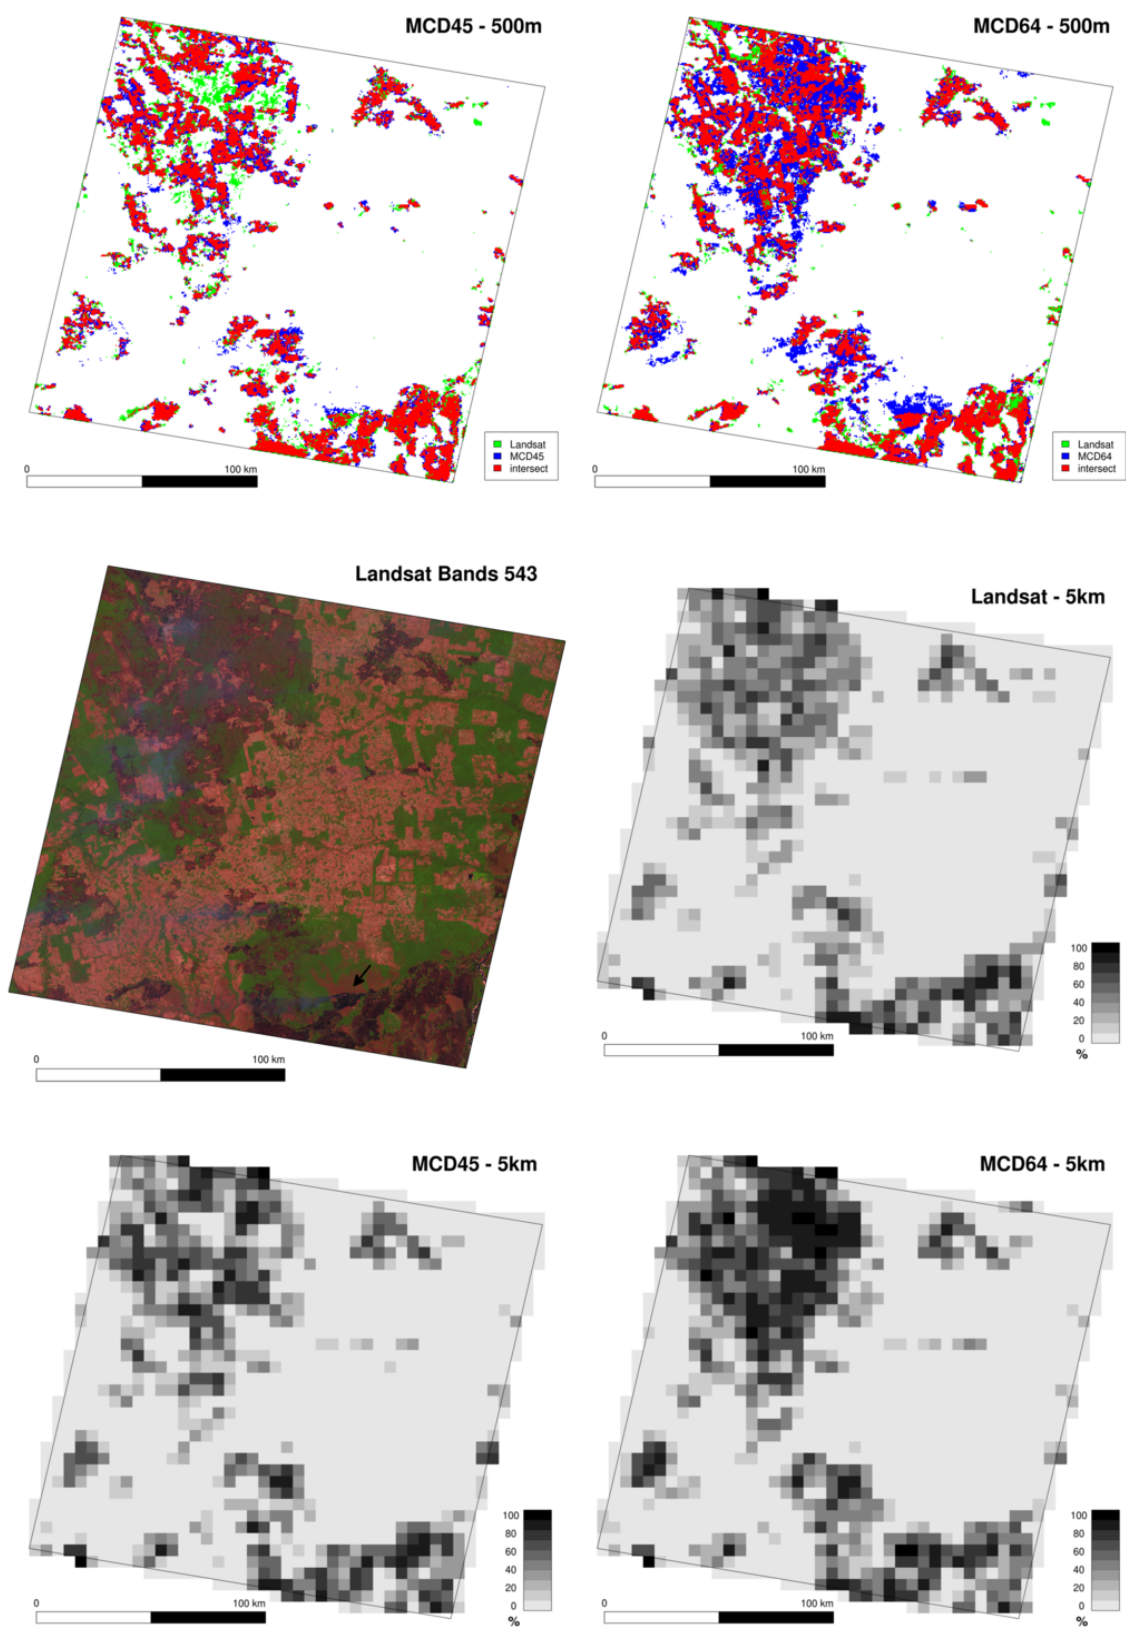 MCD45 - 500m
Landsat
MCD45
intersect
0 100 km
MCD64 - 500m
Landsat
MCD64
intersect
0 100 km
Landsat Bands 543
0 100 km
Landsat - 5km
100
80
60
40
20
0
%
0 100 km
MCD45 - 5km
100
80
60
40
20
0
%
0 100 km
MCD64 - 5km
100
80
60
40
20
0
%
0 100 km